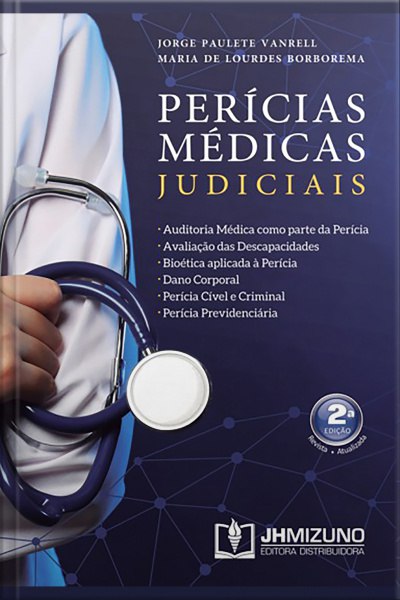 JORGE PAULETE VANRELL
MARIA DE LOURDES BORBOREMA
PERÍCIAS
MÉDICAS
JUDICIAIS
• Auditoria Médica como parte da Perícia
• Avaliação das Descapacidades
• Bioética aplicada à Perícia
• Dano Corporal
• Perícia Cível e Criminal
• Perícia Previdenciária
2ª
EDIÇÃO
Revista • Atualizada
JHMIZUNO
EDITORA DISTRIBUIDORA